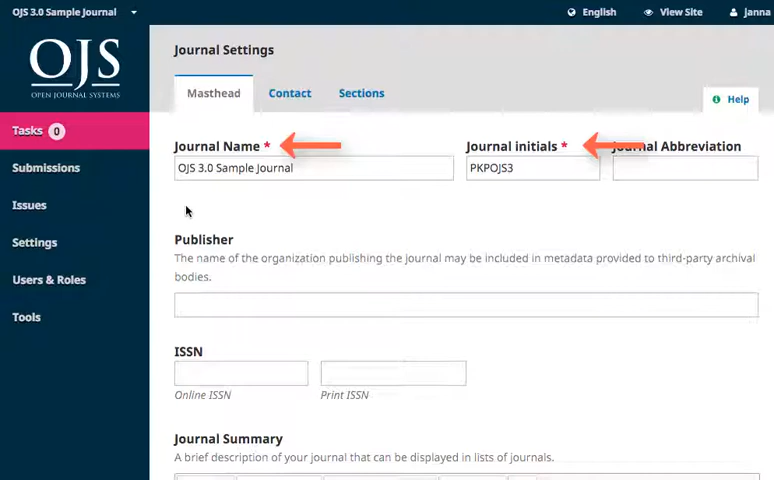 OJS 3.0 Sample Journal
English
View Site
Janna
OJS
OPEN JOURNAL SYSTEMS
Tasks 0
Submissions
Issues
Settings
Users & Roles
Tools
Journal Settings
Masthead Contact Sections
Help
Journal Name * Journal initials * Journal Abbreviation
OJS 3.0 Sample Journal PKPOJS3
Publisher
The name of the organization publishing the journal may be included in metadata provided to third-party archival
bodies.
ISSN
Online ISSN Print ISSN
Journal Summary
A brief description of your journal that can be displayed in lists of journals.